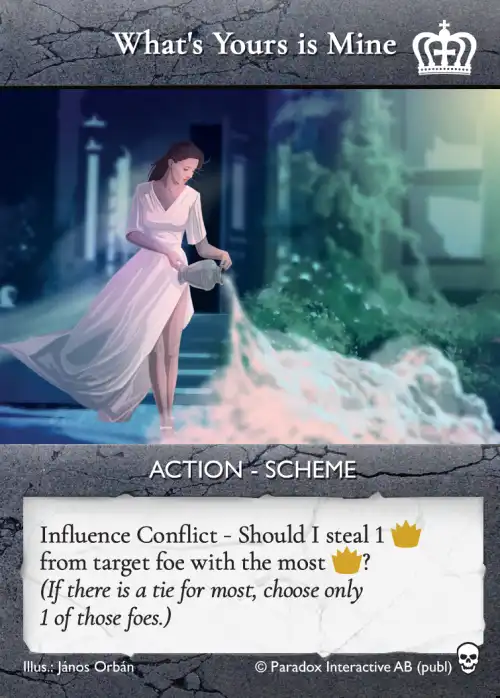 What's Yours is Mine
ACTION - SCHEME
Influence Conflict - Should I steal 1
from target foe with the most ?
(If there is a tie for most, choose only
1 of those foes.)
Illus.: János Orbán © Paradox Interactive AB (publ)